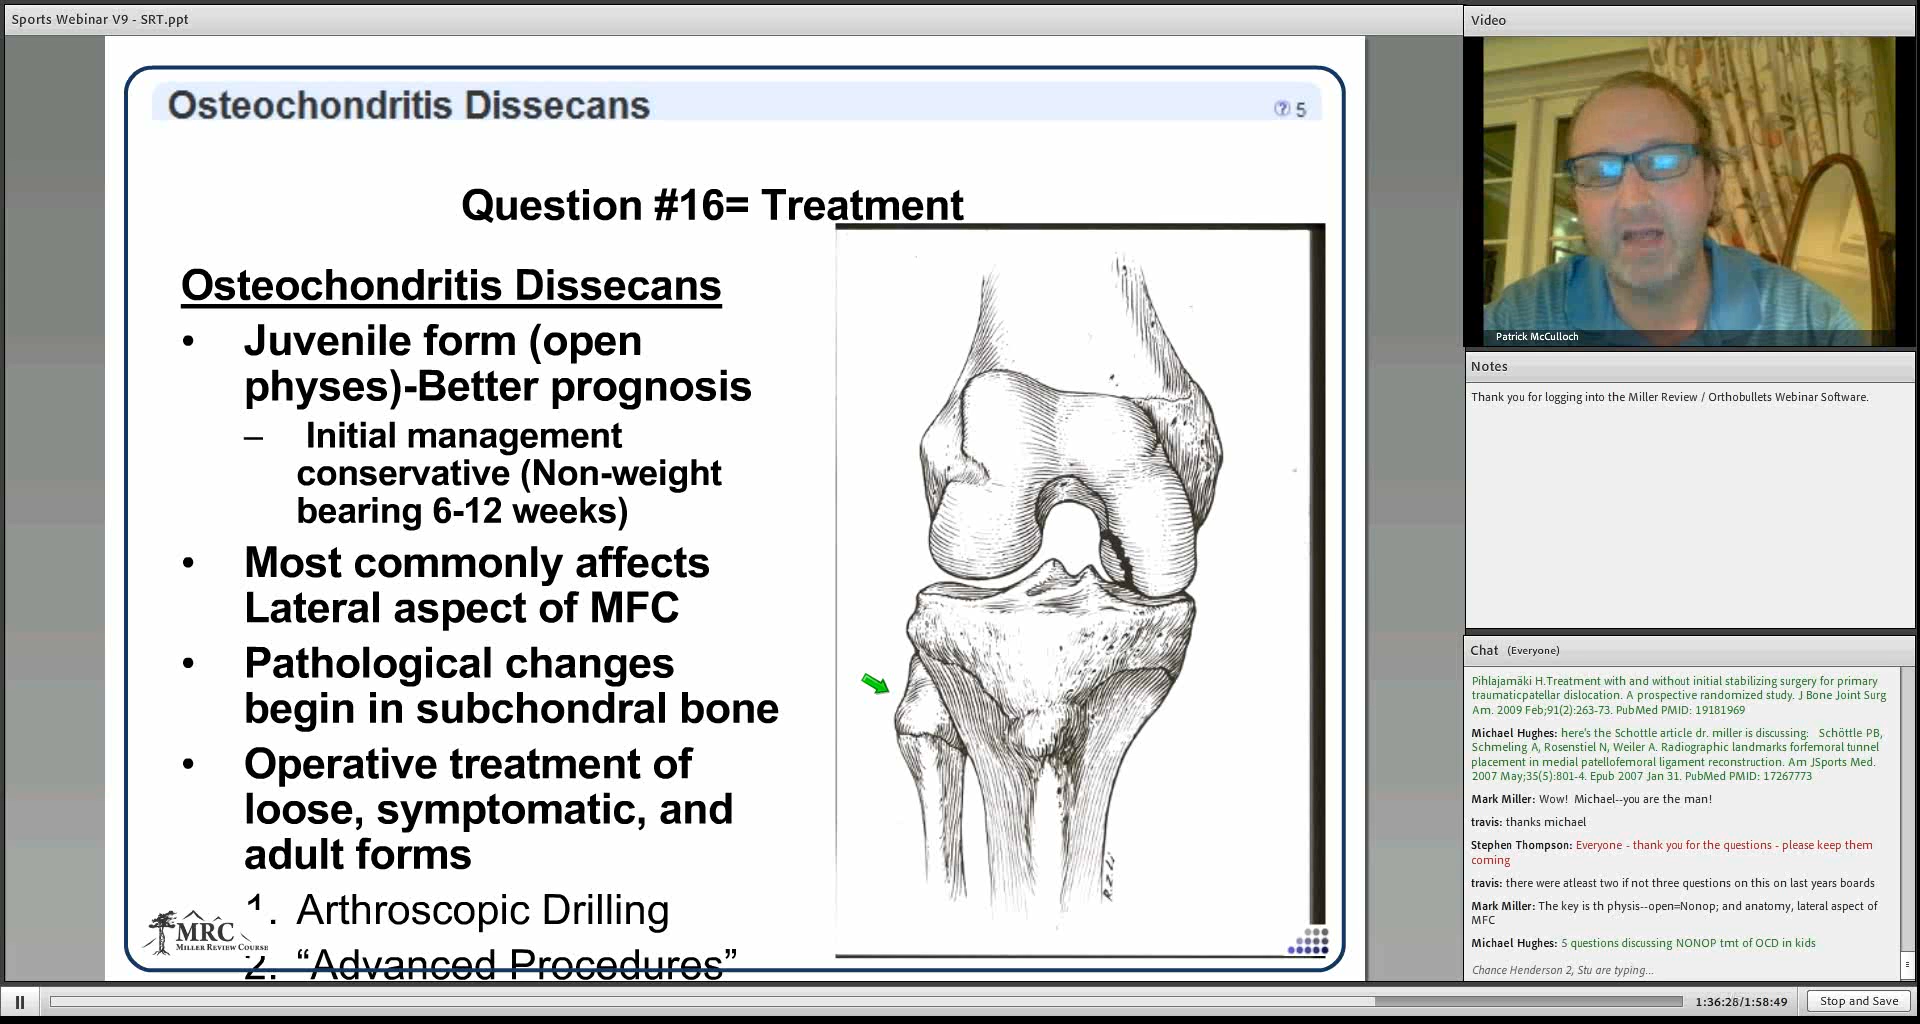 Sports Webinar V9 - SRT.ppt
Osteochondritis Dissecans
5
Question #16= Treatment
Osteochondritis Dissecans
• Juvenile form (open
physes)-Better prognosis
– Initial management
conservative (Non-weight
bearing 6-12 weeks)
• Most commonly affects
Lateral aspect of MFC
• Pathological changes
begin in subchondral bone
• Operative treatment of
loose, symptomatic, and
adult forms
1. Arthroscopic Drilling
2. “Advanced Procedures”
MRC
MILLER REVIEW COURSE
Video
Patrick McCulloch
Notes
Thank you for logging into the Miller Review / Orthobullets Webinar Software.
Chat (Everyone)
Pihlajamäki H.Treatment with and without initial stabilizing surgery for primary
traumaticpatellar dislocation. A prospective randomized study. J Bone Joint Surg
Am. 2009 Feb;91(2):263-73. PubMed PMID: 19181969
Michael Hughes: here's the Schottle article dr. miller is discussing: Schöttle PB,
Schmeling A, Rosenstiel N, Weiler A. Radiographic landmarks forfemoral tunnel
placement in medial patellofemoral ligament reconstruction. Am JSports Med.
2007 May;35(5):801-4. Epub 2007 Jan 31. PubMed PMID: 17267773
Mark Miller: Wow! Michael--you are the man!
travis: thanks michael
Stephen Thompson: Everyone - thank you for the questions - please keep them
coming
travis: there were atleast two if not three questions on this on last years boards
Mark Miller: The key is th physis--open=Nonop; and anatomy, lateral aspect of
MFC
Michael Hughes: 5 questions discussing NONOP tmt of OCD in kids
Chance Henderson 2, Stu are typing...
1:36:28/1:58:49
Stop and Save